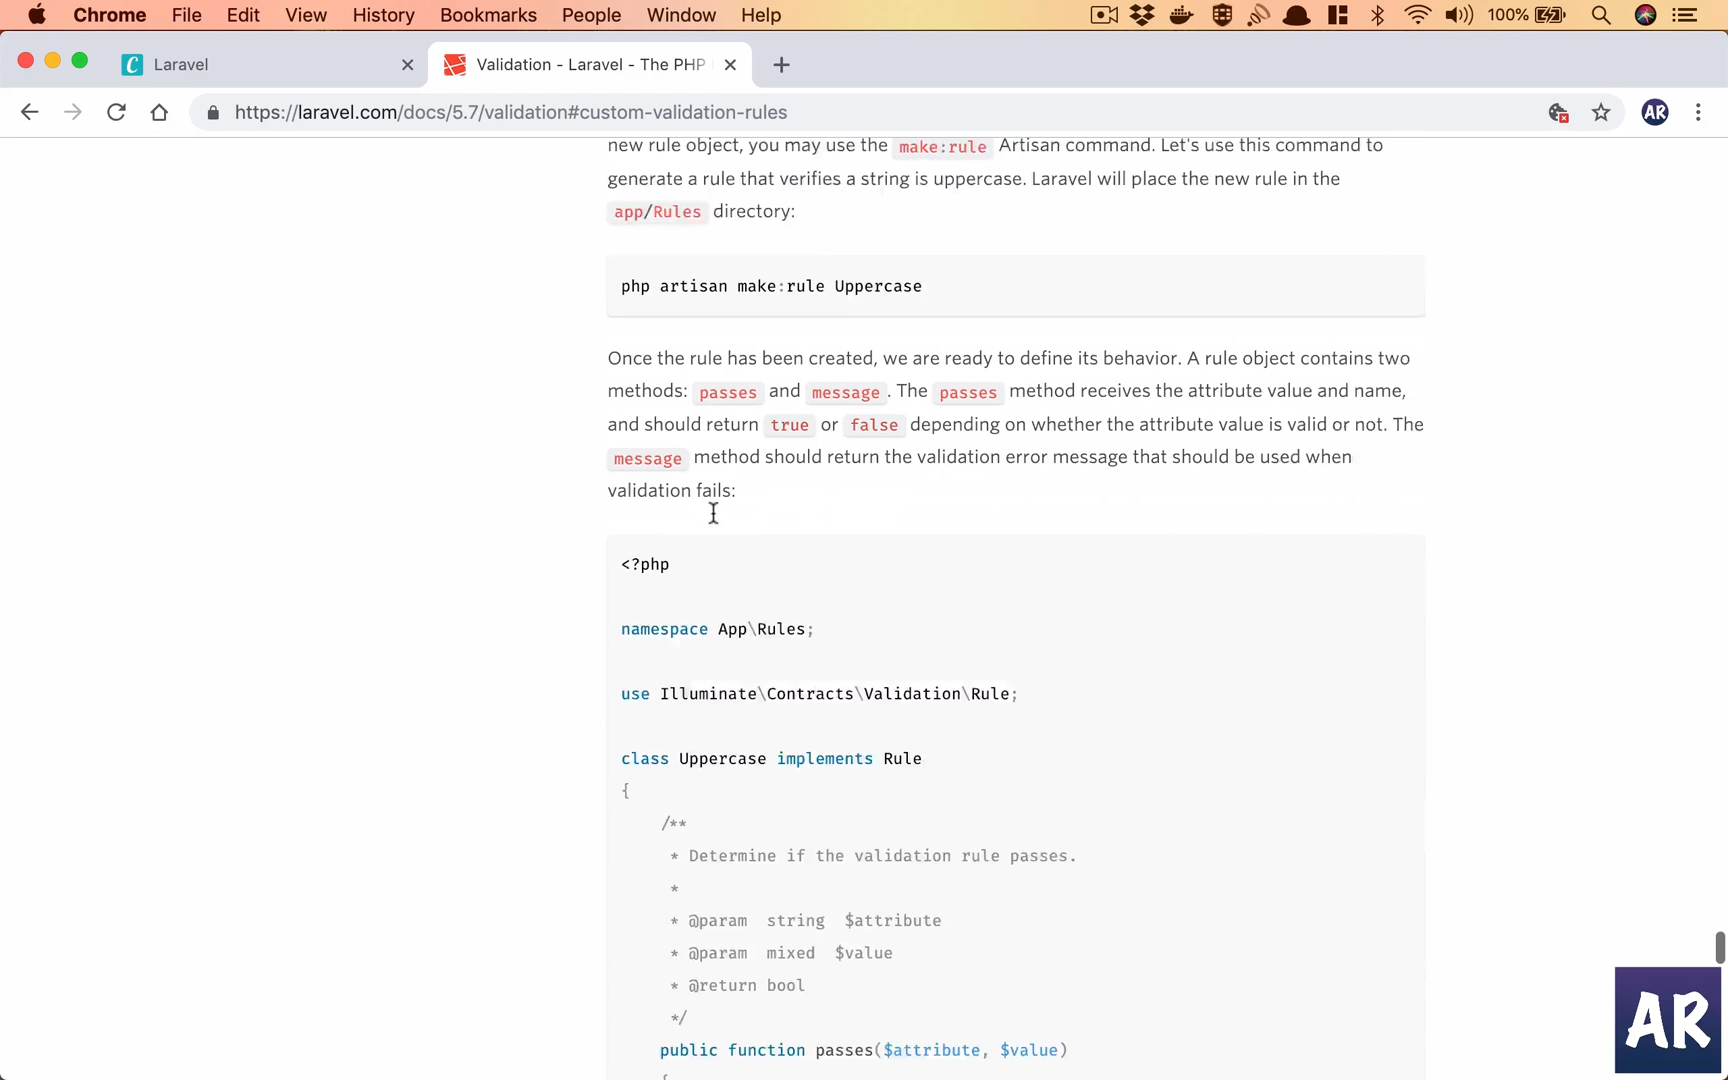 Chrome File Edit View History Bookmarks People Window Help 100%
Laravel
Validation - Laravel - The PHP
https://laravel.com/docs/5.7/validation#custom-validation-rules
AR
new rule object, you may use the make:rule Artisan command. Let's use this command to
generate a rule that verifies a string is uppercase. Laravel will place the new rule in the
app/Rules directory:
php artisan make:rule Uppercase
Once the rule has been created, we are ready to define its behavior. A rule object contains two
methods: passes and message. The passes method receives the attribute value and name,
and should return true or false depending on whether the attribute value is valid or not. The
message method should return the validation error message that should be used when
validation fails:
<?php
namespace App\Rules;
use Illuminate\Contracts\Validation\Rule;
class Uppercase implements Rule
{
/**
* Determine if the validation rule passes.
*
* @param string $attribute
* @param mixed $value
* @return bool
*/
public function passes($attribute, $value)
{
AR